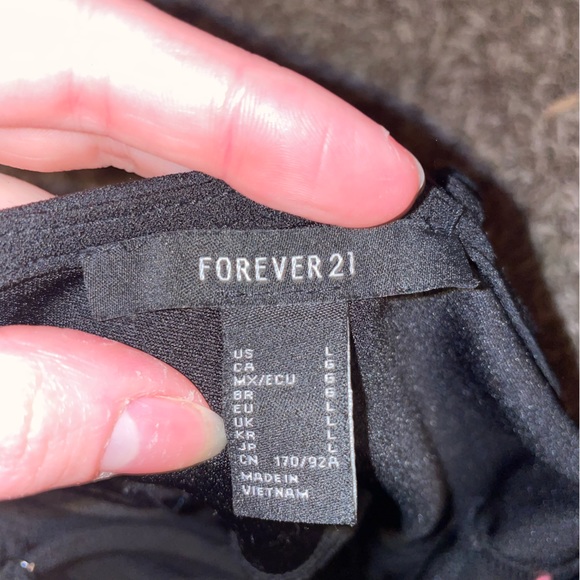 FOREVER 21
US L
CA G
MX/ECU G
BR G
EU L
UK L
KR L
JP L
CN 170/92A
MADE IN
VIETNAM